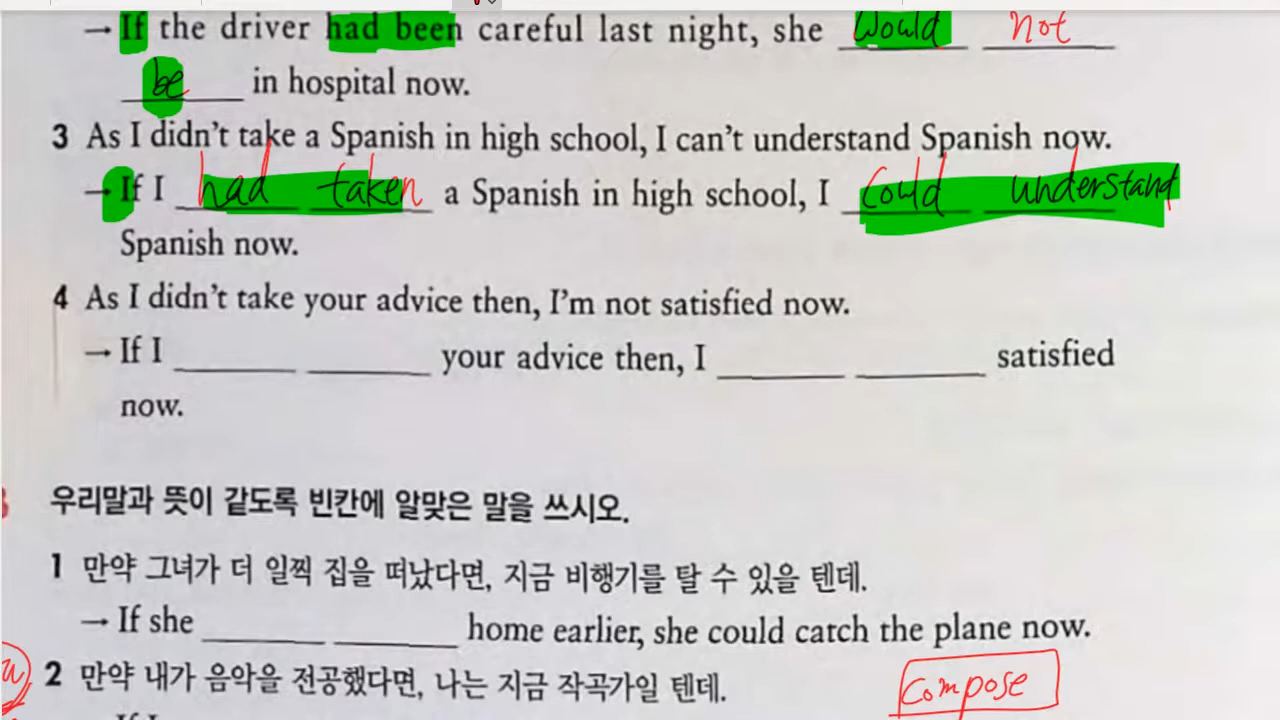 → If the driver had been careful last night, she would not
be in hospital now.
3 As I didn't take a Spanish in high school, I can't understand Spanish now.
→ If I had taken a Spanish in high school, I could understand
Spanish now.
4 As I didn't take your advice then, I'm not satisfied now.
→ If I ____ ____ your advice then, I ____ ____ satisfied
now.
우리말과 뜻이 같도록 빈칸에 알맞은 말을 쓰시오.
1 만약 그녀가 더 일찍 집을 떠났다면, 지금 비행기를 탈 수 있을 텐데.
→ If she ____ ____ home earlier, she could catch the plane now.
2 만약 내가 음악을 전공했다면, 나는 지금 작곡가일 텐데.
compose